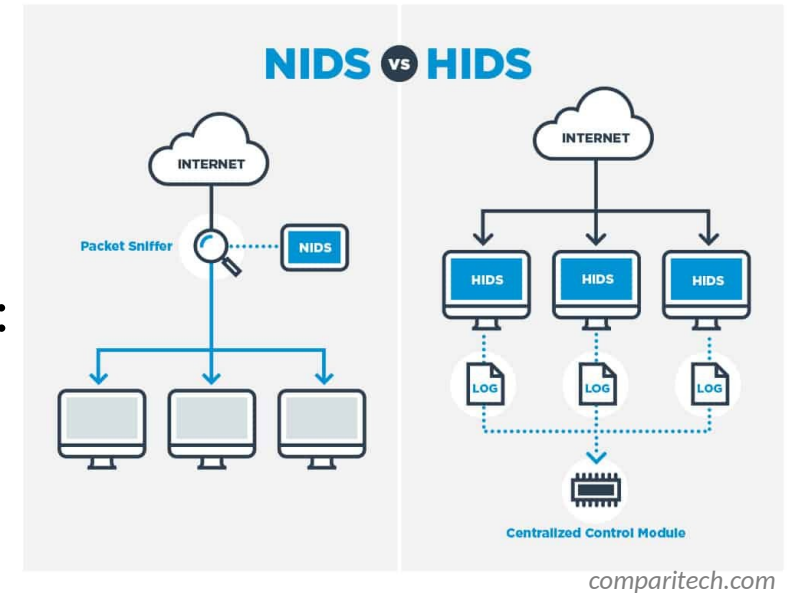 NIDS vs HIDS
INTERNET
Packet Sniffer
NIDS
INTERNET
HIDS
HIDS
HIDS
LOG
LOG
LOG
Centralized Control Module
:
comparitech.com